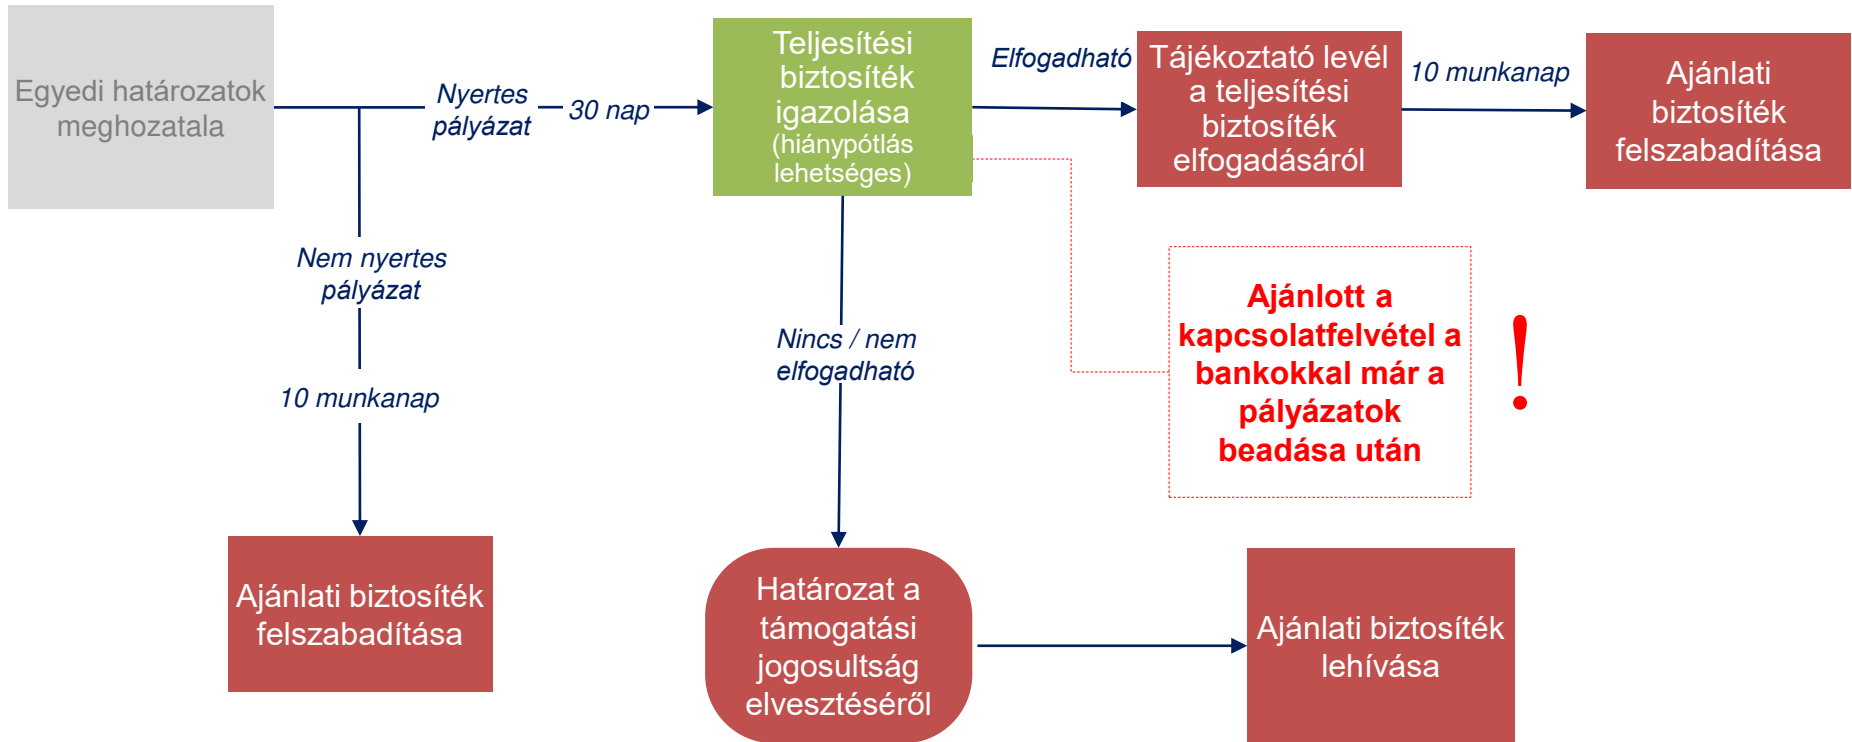 Egyedi határozatok
meghozatala
Nyertes
pályázat
30 nap
Teljesítési
biztosíték
igazolása
(hiánypótlás
lehetséges)
Elfogadható
Tájékoztató levél
a teljesítési
biztosíték
elfogadásáról
10 munkanap
Ajánlati
biztosíték
felszabadítása
Nem nyertes
pályázat
10 munkanap
Ajánlati biztosíték
felszabadítása
Nincs / nem
elfogadható
Ajánlott a
kapcsolatfelvétel a
bankokkal már a
pályázatok
beadása után
!
Határozat a
támogatási
jogosultság
elvesztéséről
Ajánlati biztosíték
lehívása